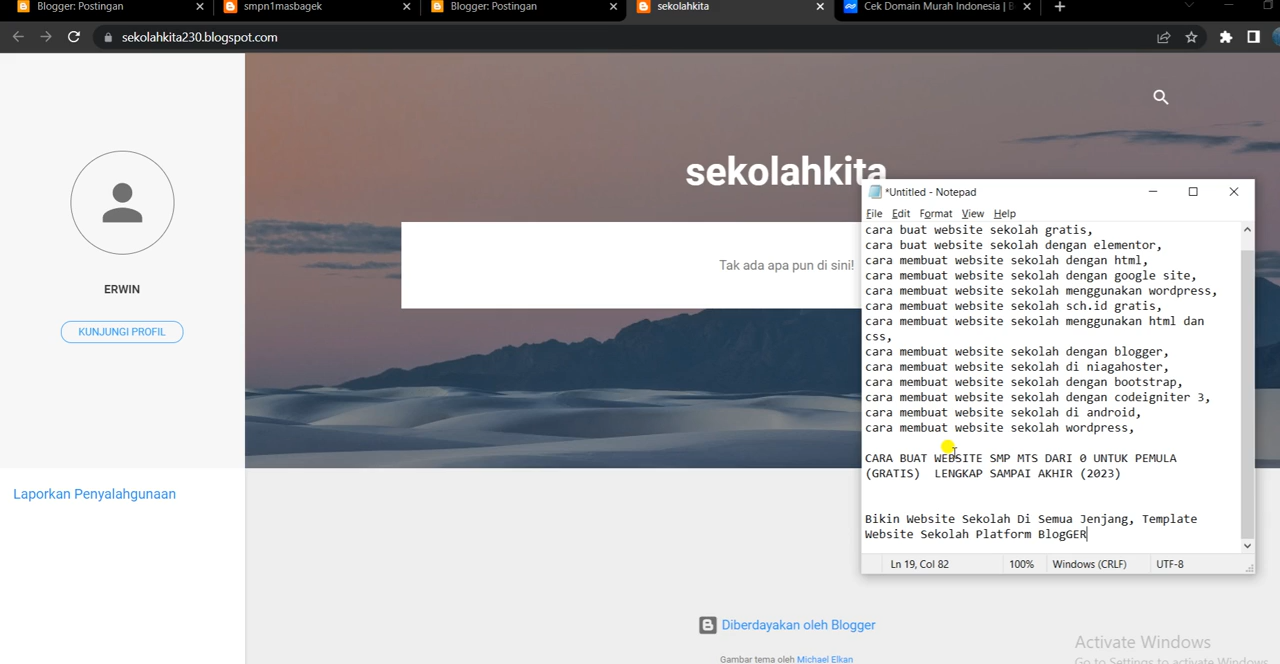 Blogger: Postingan
smpn1masbagek
Blogger: Postingan
sekolahkita
Cek Domain Murah Indonesia |
sekolahkita230.blogspot.com
ERWIN
KUNJUNGI PROFIL
Laporkan Penyalahgunaan
sekolahkita
Tak ada apa pun di sini!
*Untitled - Notepad
File Edit Format View Help
cara buat website sekolah gratis,
cara buat website sekolah dengan elementor,
cara membuat website sekolah dengan html,
cara membuat website sekolah dengan google site,
cara membuat website sekolah menggunakan wordpress,
cara membuat website sekolah sch.id gratis,
cara membuat website sekolah menggunakan html dan
css,
cara membuat website sekolah dengan blogger,
cara membuat website sekolah di niagahoster,
cara membuat website sekolah dengan bootstrap,
cara membuat website sekolah dengan codeigniter 3,
cara membuat website sekolah di android,
cara membuat website sekolah wordpress,
CARA BUAT WEBSITE SMP MTS DARI 0 UNTUK PEMULA
(GRATIS)  LENGKAP SAMPAI AKHIR (2023)
Bikin Website Sekolah Di Semua Jenjang, Template
Website Sekolah Platform BlogGER
Ln 19, Col 82 100% Windows (CRLF) UTF-8
Diberdayakan oleh Blogger
Gambar tema oleh Michael Elkan
Activate Windows
Go to Settings to activate Windows